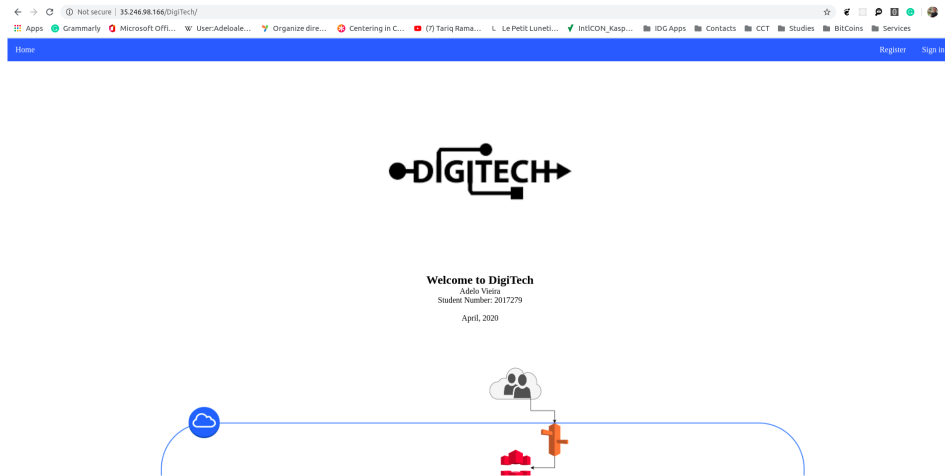 Not secure | 35.246.98.166/DigiTech/
Apps Grammarly Microsoft Offi... User:Adeloale... Organize dire... Centering in C... (7) Tariq Rama... Le Petit Luneti... IntlCON_Kasp... IDG Apps Contacts CCT Studies BitCoins Services
Home Register Sign in
DIGITECH
Welcome to DigiTech
Adelo Vieira
Student Number: 2017279
April, 2020